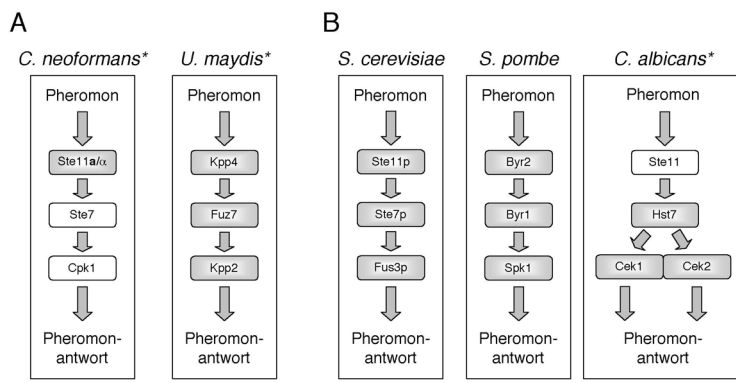 A
C. neoformans*
Pheromon
Ste11a/α
Ste7
Cpk1
Pheromon-
antwort
U. maydis*
Pheromon
Kpp4
Fuz7
Kpp2
Pheromon-
antwort
B
S. cerevisiae
Pheromon
Ste11p
Ste7p
Fus3p
Pheromon-
antwort
S. pombe
Pheromon
Byr2
Byr1
Spk1
Pheromon-
antwort
C. albicans*
Pheromon
Ste11
Hst7
Cek1 Cek2
Pheromon-
antwort